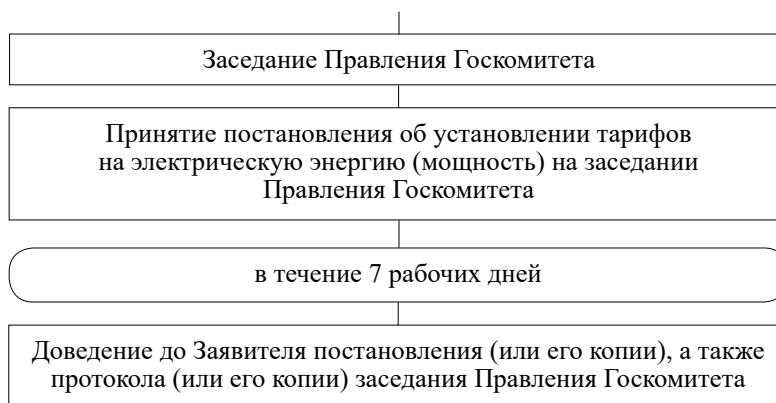 Заседание Правления Госкомитета
Принятие постановления об установлении тарифов
на электрическую энергию (мощность) на заседании
Правления Госкомитета
в течение 7 рабочих дней
Доведение до Заявителя постановления (или его копии), а также
протокола (или его копии) заседания Правления Госкомитета